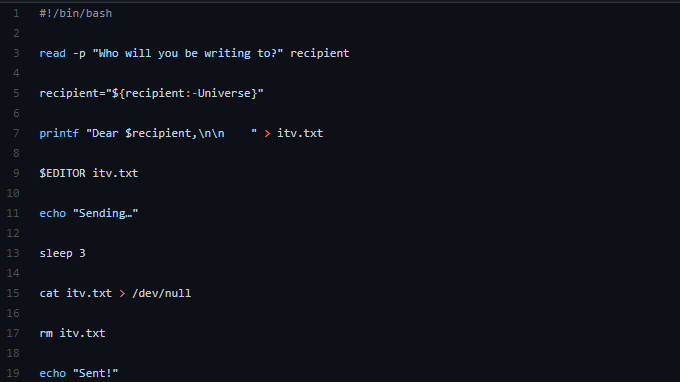 1 #!/bin/bash
2
3 read -p "Who will you be writing to?" recipient
4
5 recipient="${recipient:-Universe}"
6
7 printf "Dear $recipient,\n\n    " > itv.txt
8
9 $EDITOR itv.txt
10
11 echo "Sending…"
12
13 sleep 3
14
15 cat itv.txt > /dev/null
16
17 rm itv.txt
18
19 echo "Sent!"